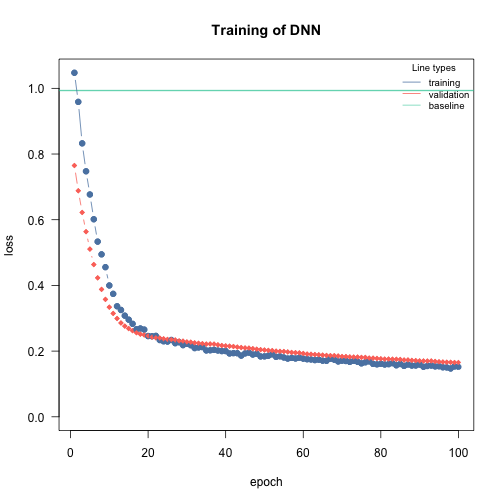 Training of DNN
Line types
training
validation
baseline
1.0
0.8
0.6
0.4
0.2
0.0
loss
0 20 40 60 80 100
epoch